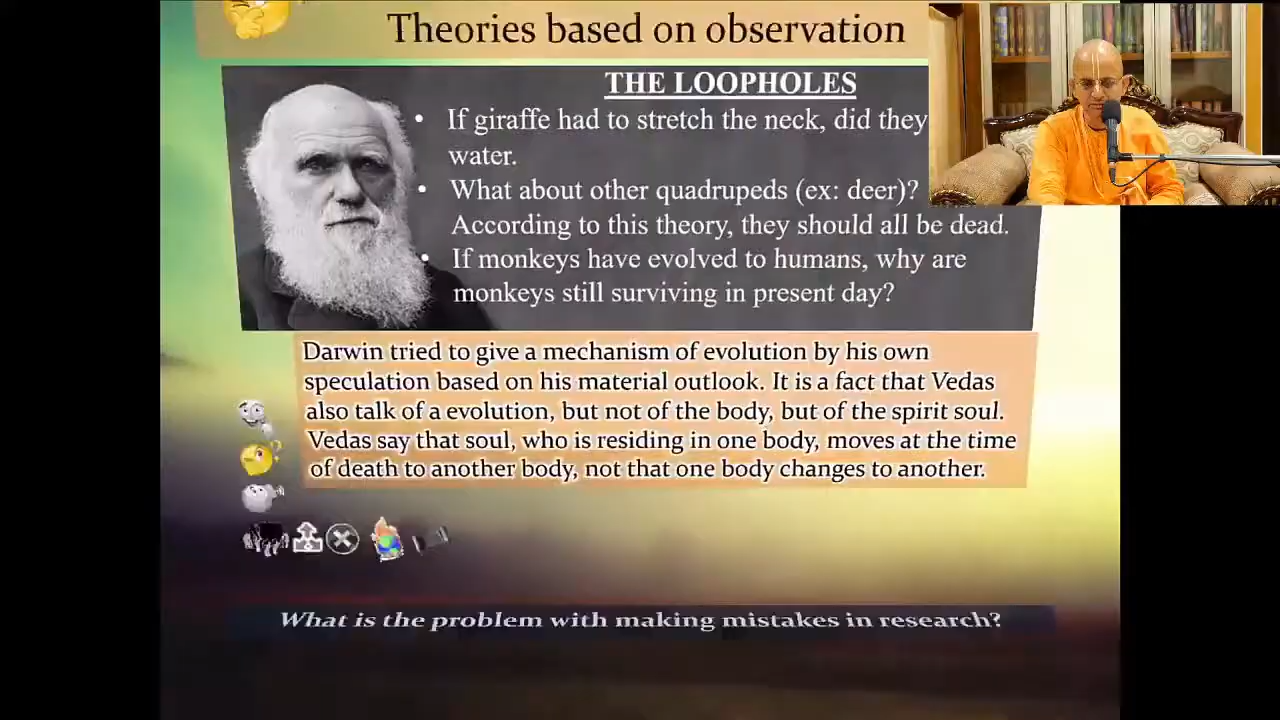 Theories based on observation
THE LOOPHOLES
• If giraffe had to stretch the neck, did they
water.
• What about other quadrupeds (ex: deer)?
According to this theory, they should all be dead.
• If monkeys have evolved to humans, why are
monkeys still surviving in present day?
Darwin tried to give a mechanism of evolution by his own
speculation based on his material outlook. It is a fact that Vedas
also talk of a evolution, but not of the body, but of the spirit soul.
Vedas say that soul, who is residing in one body, moves at the time
of death to another body, not that one body changes to another.
What is the problem with making mistakes in research?